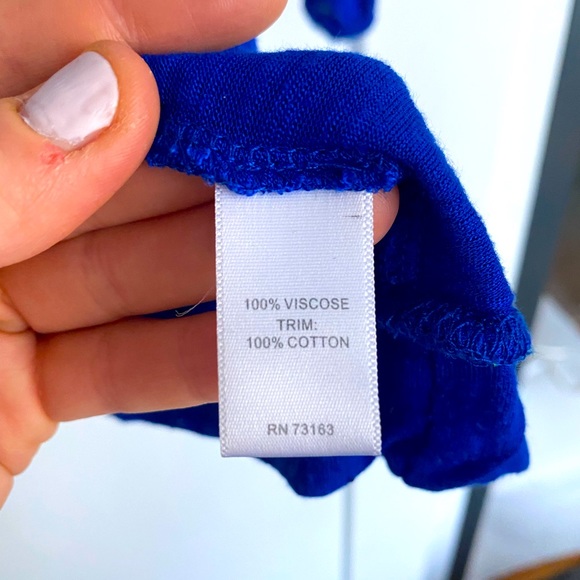 100% VISCOSE
TRIM:
100% COTTON
RN 73163